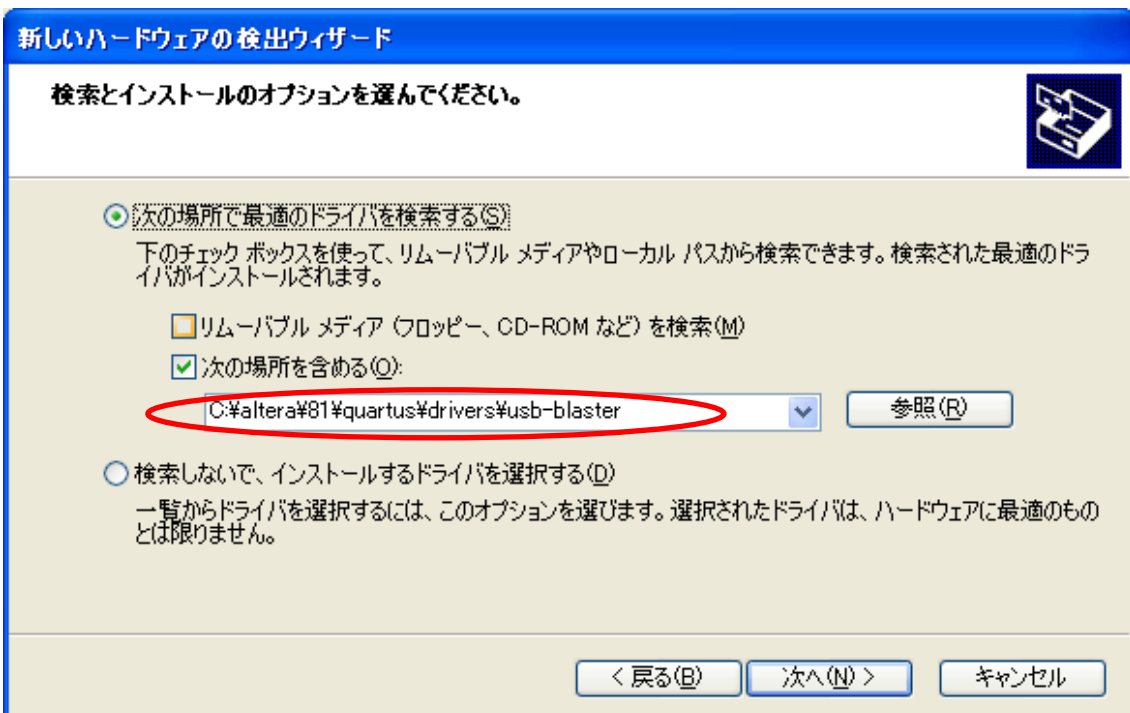 新しいハードウェアの検出ウィザード
検索とインストールのオプションを選んでください。
次の場所で最適のドライバを検索する(S)
下のチェック ボックスを使って、リムーバブル メディアやローカル パスから検索できます。検索された最適のドラ
イバがインストールされます。
リムーバブル メディア (フロッピー、CD-ROM など) を検索(M)
次の場所を含める(O):
C:¥altera¥81¥quartus¥drivers¥usb-blaster
参照(R)
検索しないで、インストールするドライバを選択する(D)
一覧からドライバを選択するには、このオプションを選びます。選択されたドライバは、ハードウェアに最適のもの
とは限りません。
< 戻る(B) 次へ(N) > キャンセル